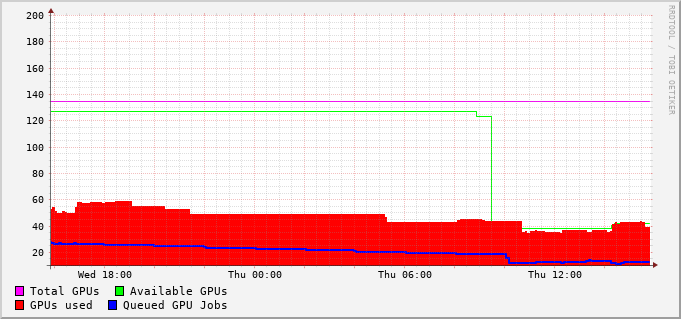 200
180
160
140
120
100
80
60
40
20
Wed 18:00 Thu 00:00 Thu 06:00 Thu 12:00
Total GPUs Available GPUs
GPUs used Queued GPU Jobs
RRDTOOL / TOBI OETIKER